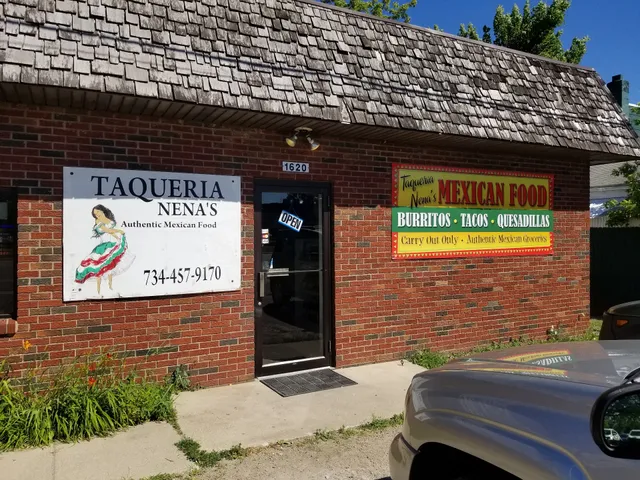 1620
TAQUERIA
NENA'S
Authentic Mexican Food
734-457-9170
OPEN
Taqueria
Nena's MEXICAN FOOD
BURRITOS • TACOS • QUESADILLAS
Carry Out Only • Authentic Mexican Groceries